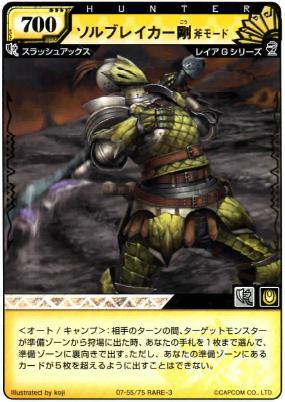 HUNTER
700
ソルブレイカー剛斧モード
ごう
スラッシュアックス
レイアGシリーズ
＜オート / キャンプ＞：相手のターンの間、ターゲットモンスター
が準備ゾーンから狩場に出た時、あなたの手札を1枚まで選んで、
準備ゾーンに裏向きで出す。ただし、あなたの準備ゾーンにある
カードが5枚を超えるように出すことはできない。
Illustrated by koji
07-55/75 RARE-3
©CAPCOM CO., LTD.